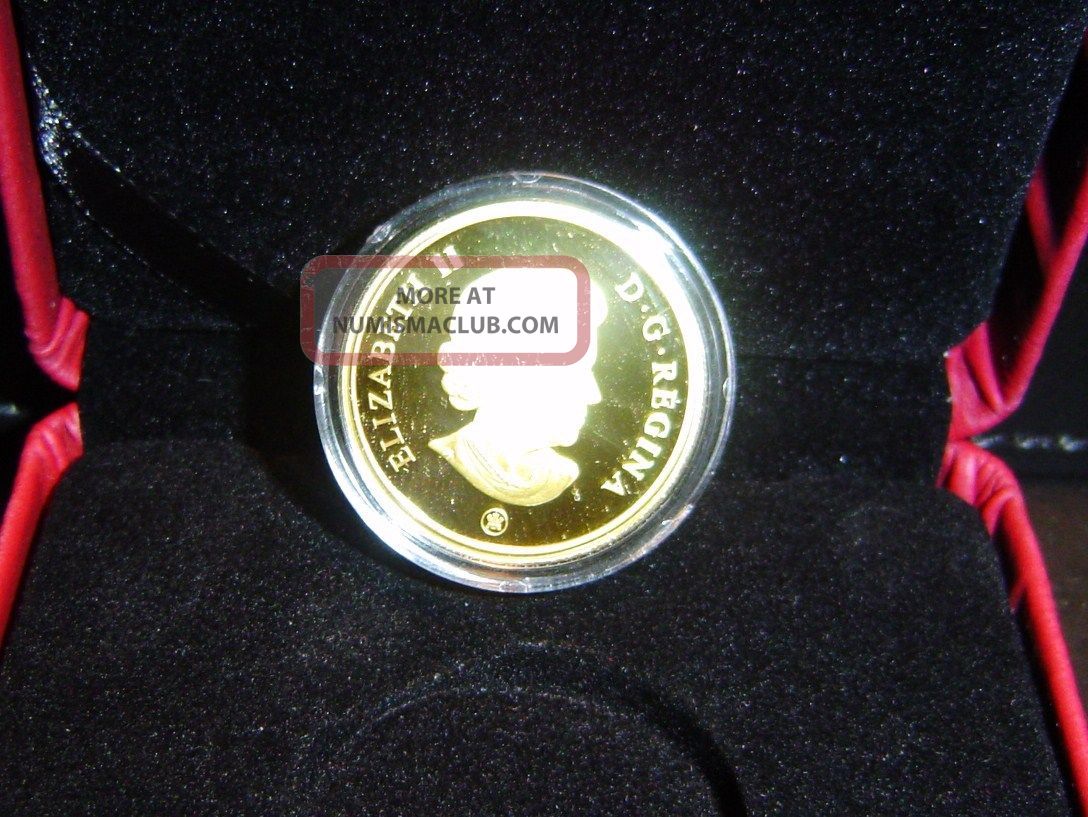 ELIZABETH II
D·G·REGINA
MORE AT
NUMISMACLUB.COM